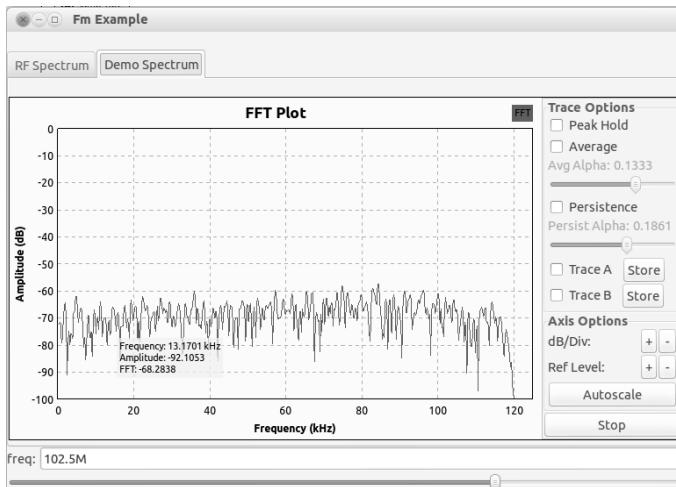 Fm Example
RF Spectrum
Demo Spectrum
FFT Plot
FFT
Amplitude (dB)
0
-10
-20
-30
-40
-50
-60
-70
-80
-90
-100
Frequency: 13.1701 kHz
Amplitude: -92.1053
FFT: -68.2838
0 20 40 60 80 100 120
Frequency (kHz)
Trace Options
Peak Hold
Average
Avg Alpha: 0.1333
Persistence
Persist Alpha: 0.1861
Trace A Store
Trace B Store
Axis Options
dB/Div: + -
Ref Level: + -
Autoscale
Stop
freq: 102.5M